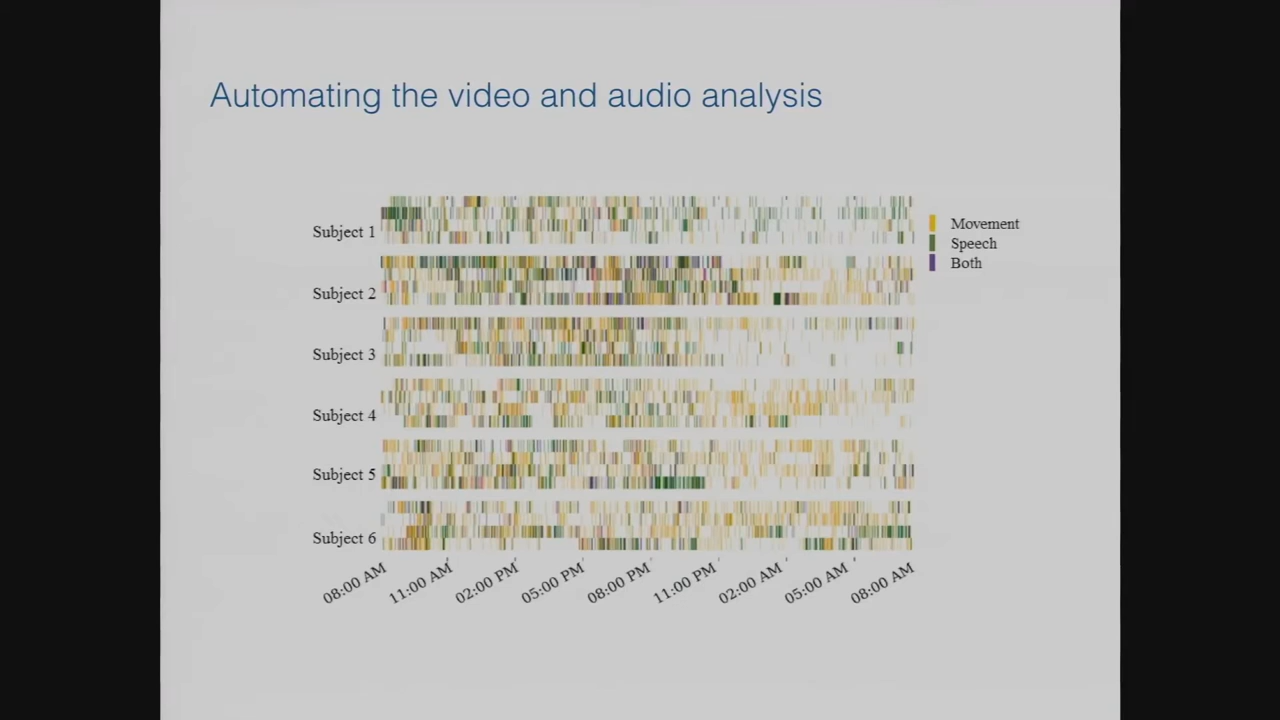 Automating the video and audio analysis
Movement
Speech
Both
Subject 1
Subject 2
Subject 3
Subject 4
Subject 5
Subject 6
08:00 AM
11:00 AM
02:00 PM
05:00 PM
08:00 PM
11:00 PM
02:00 AM
05:00 AM
08:00 AM